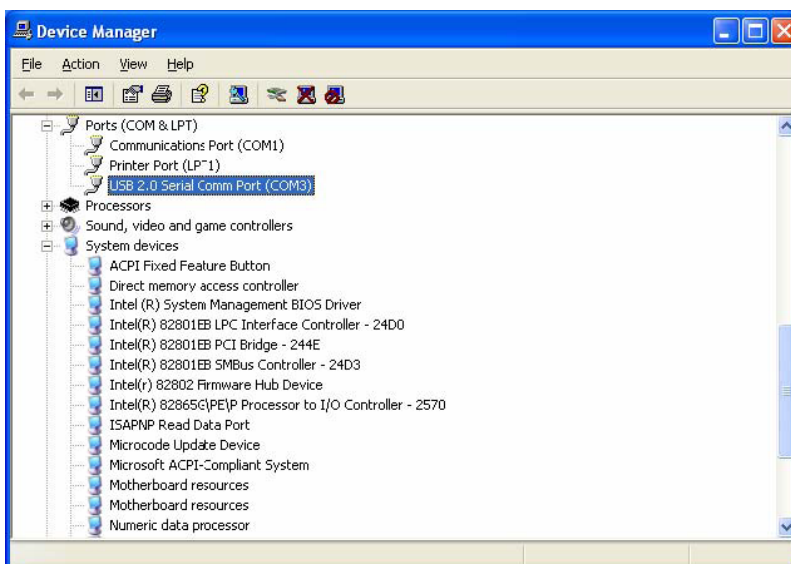 Device Manager
File Action View Help
Ports (COM & LPT)
Communications Port (COM1)
Printer Port (LPT1)
USB 2.0 Serial Comm Port (COM3)
Processors
Sound, video and game controllers
System devices
ACPI Fixed Feature Button
Direct memory access controller
Intel (R) System Management BIOS Driver
Intel(R) 82801EB LPC Interface Controller - 24D0
Intel(R) 82801EB PCI Bridge - 244E
Intel(R) 82801EB SMBus Controller - 24D3
Intel(r) 82802 Firmware Hub Device
Intel(R) 82865G\PE\P Processor to I/O Controller - 2570
ISAPNP Read Data Port
Microcode Update Device
Microsoft ACPI-Compliant System
Motherboard resources
Motherboard resources
Numeric data processor